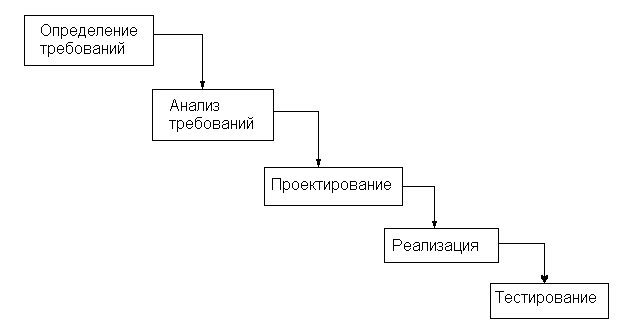 Определение
требований
Анализ
требований
Проектирование
Реализация
Тестирование